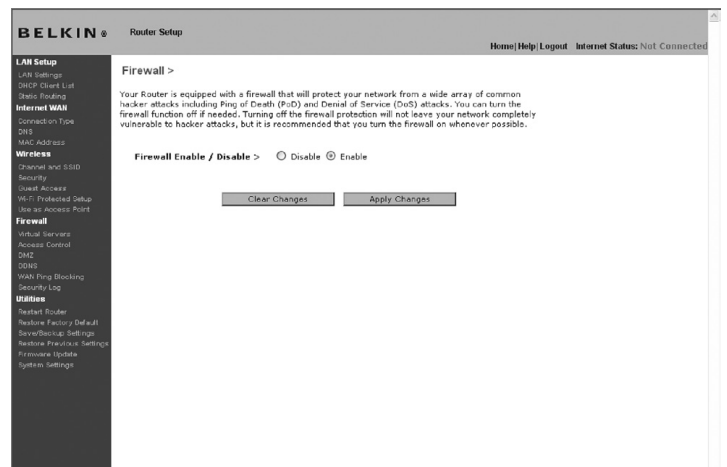 BELKIN Router Setup
Home|Help|Logout Internet Status: Not Connected
LAN Setup
LAN Settings
DHCP Client List
Static Routing
Internet WAN
Connection Type
DNS
MAC Address
Wireless
Channel and SSID
Security
Guest Access
Wi-Fi Protected Setup
Use as Access Point
Firewall
Virtual Servers
Access Control
DMZ
DDNS
WAN Ping Blocking
Security Log
Utilities
Restart Router
Restore Factory Default
Save/Backup Settings
Restore Previous Settings
Firmware Update
System Settings
Firewall >
Your Router is equipped with a firewall that will protect your network from a wide array of common
hacker attacks including Ping of Death (PoD) and Denial of Service (DoS) attacks. You can turn the
firewall function off if needed. Turning off the firewall protection will not leave your network completely
vulnerable to hacker attacks, but it is recommended that you turn the firewall on whenever possible.
Firewall Enable / Disable > Disable Enable
Clear Changes Apply Changes